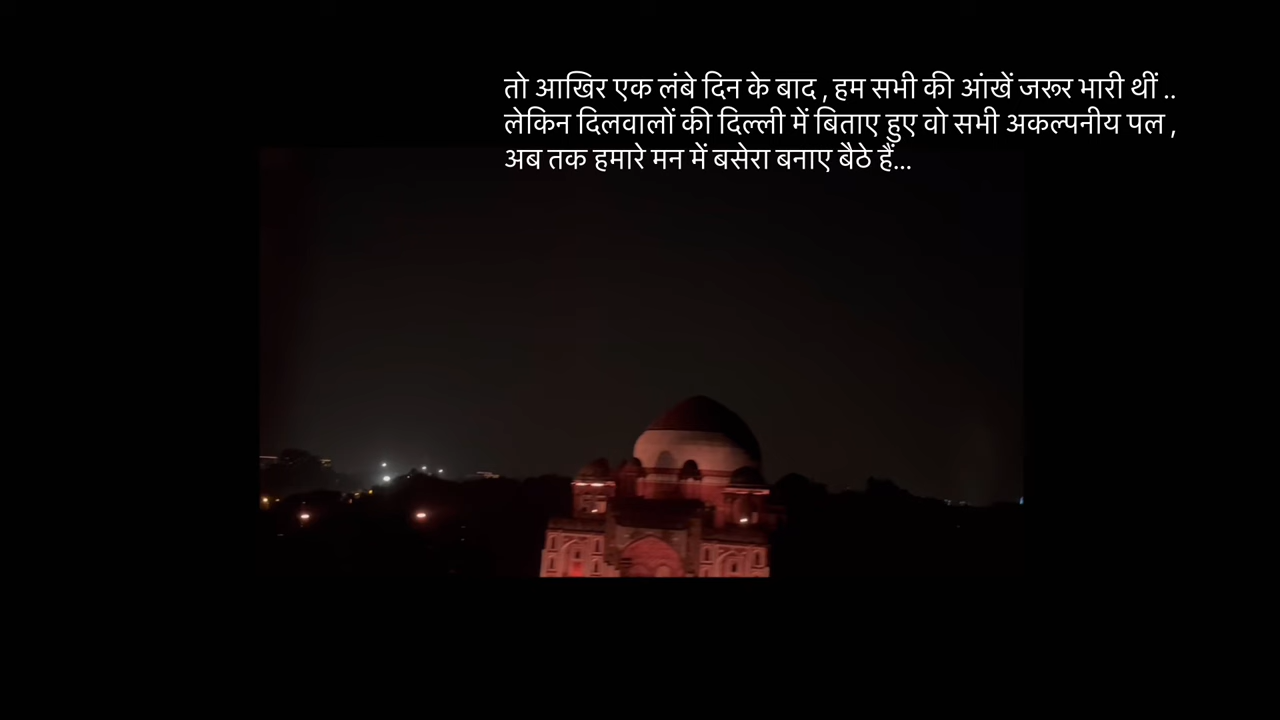 तो आखिर एक लंबे दिन के बाद , हम सभी की आंखें जरूर भारी थीं ..
लेकिन दिलवालों की दिल्ली में बिताए हुए वो सभी अकल्पनीय पल ,
अब तक हमारे मन में बसेरा बनाए बैठे हैं...